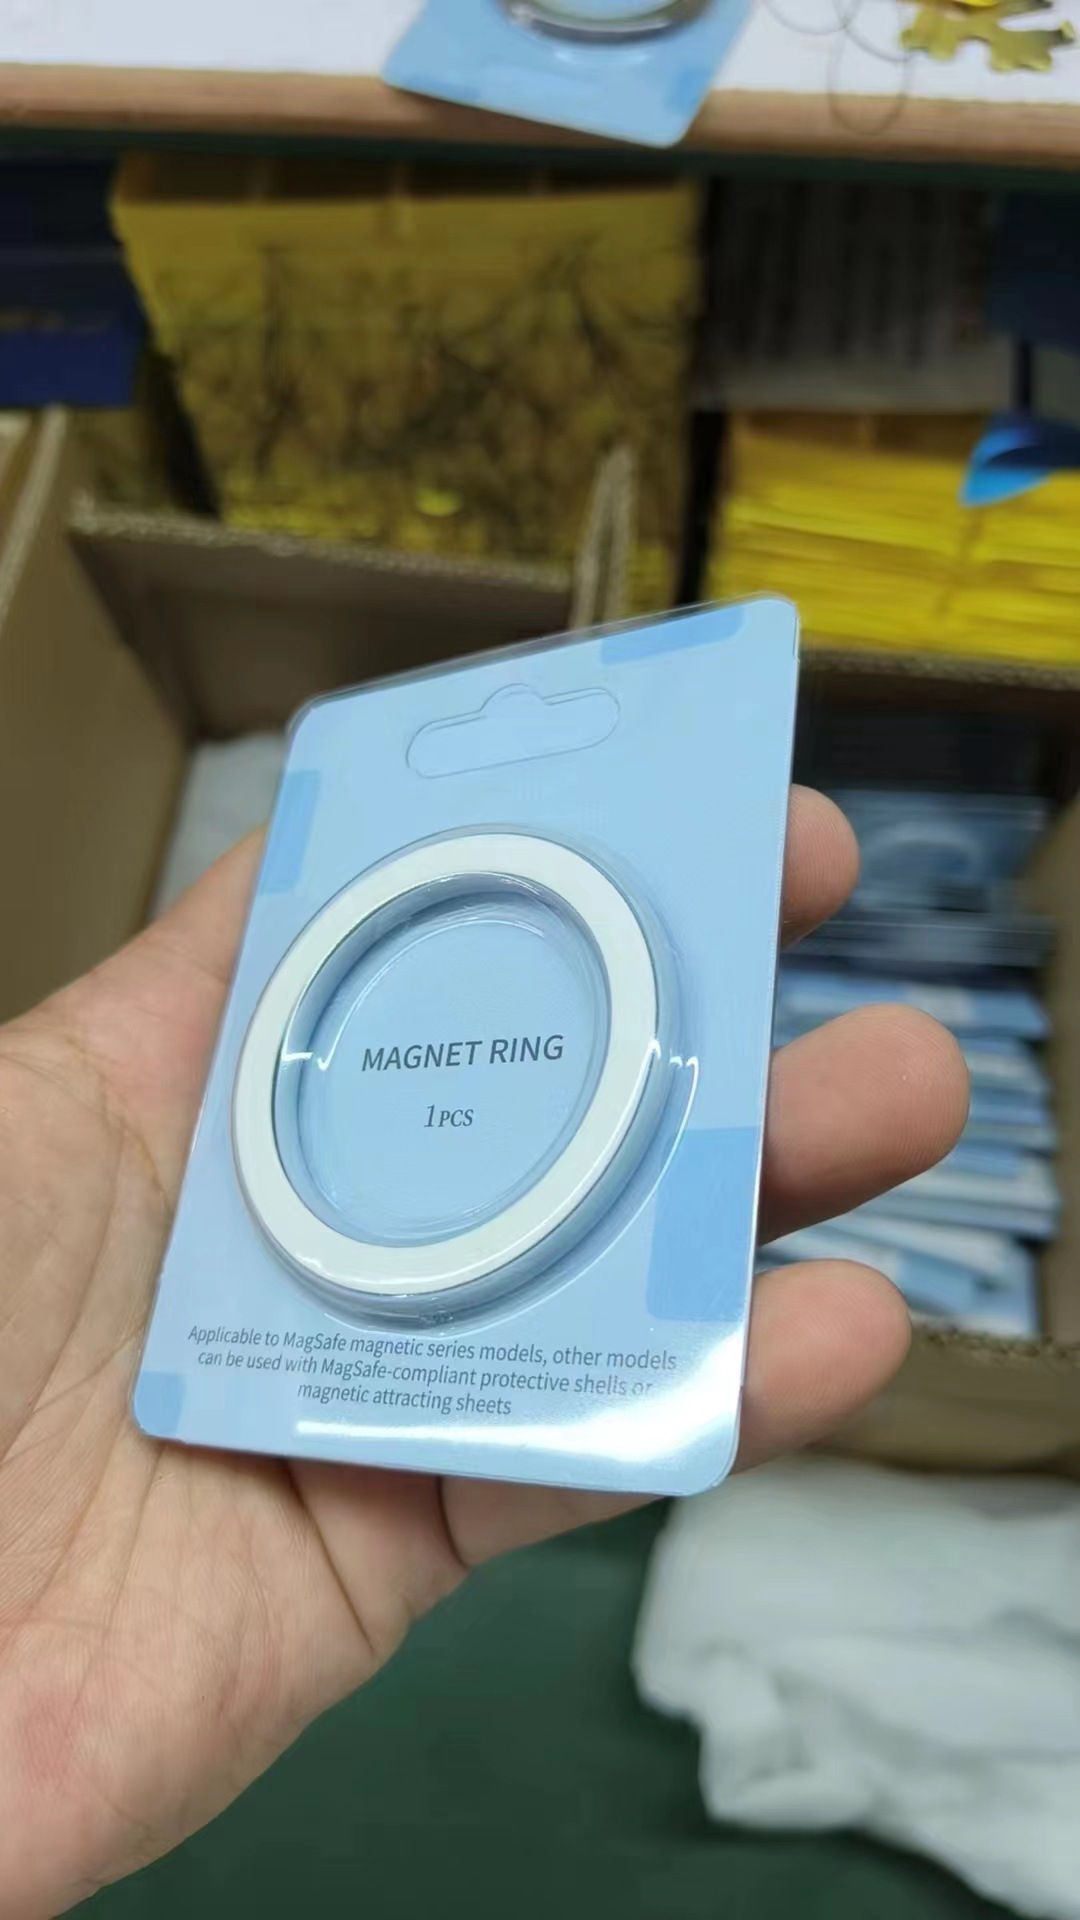 MAGNET RING
1PCS
Applicable to MagSafe magnetic series models, other models
can be used with MagSafe-compliant protective shells or
magnetic attracting sheets